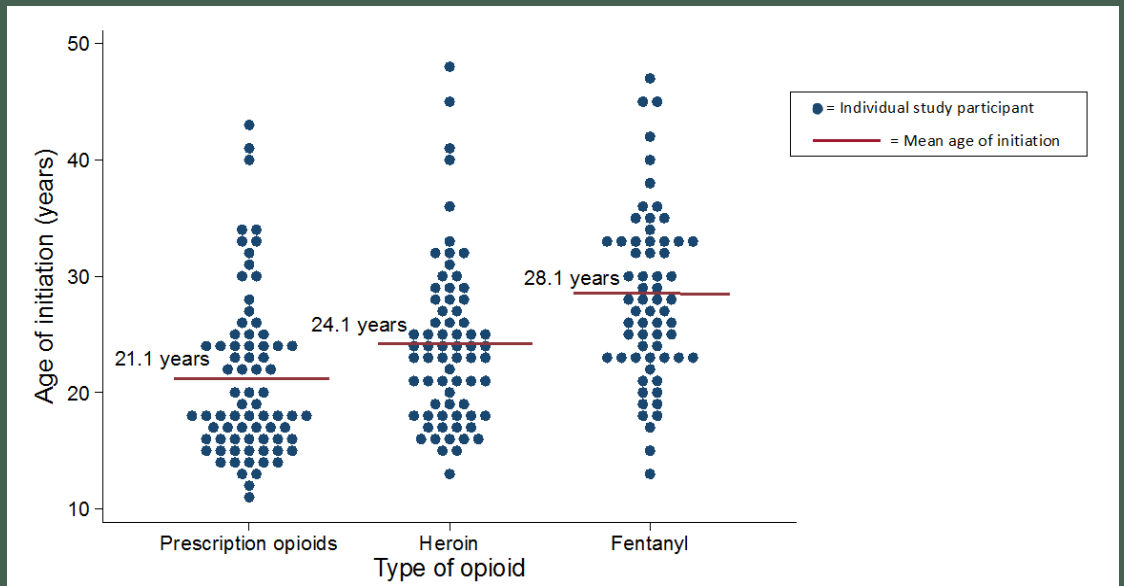 50
40
30
20
10
Age of initiation (years)
21.1 years
24.1 years
28.1 years
Prescription opioids
Heroin
Fentanyl
Type of opioid
= Individual study participant
= Mean age of initiation